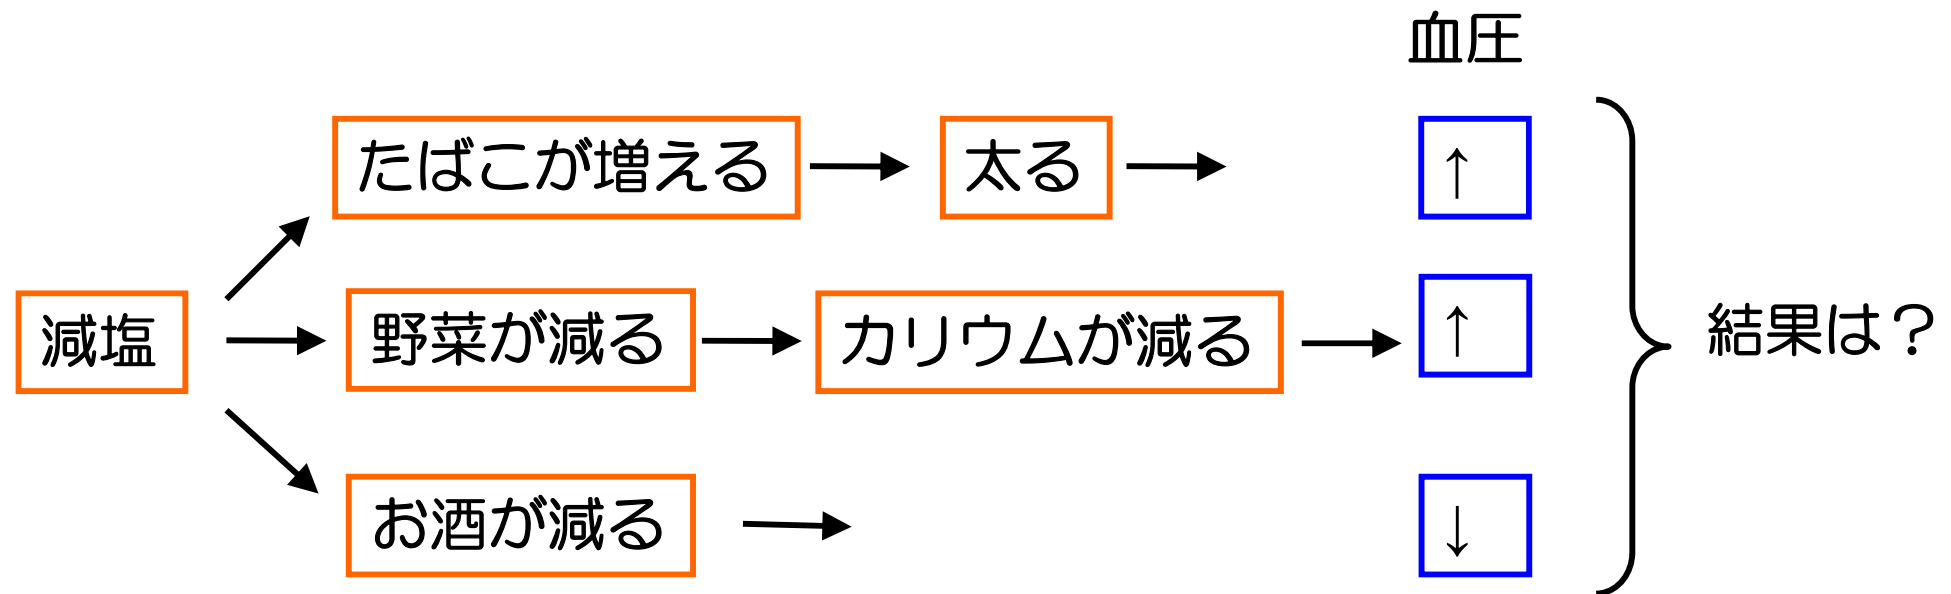 血圧
たばこが増える
太る
↑
減塩
野菜が減る
カリウムが減る
↑
結果は？
お酒が減る
↓